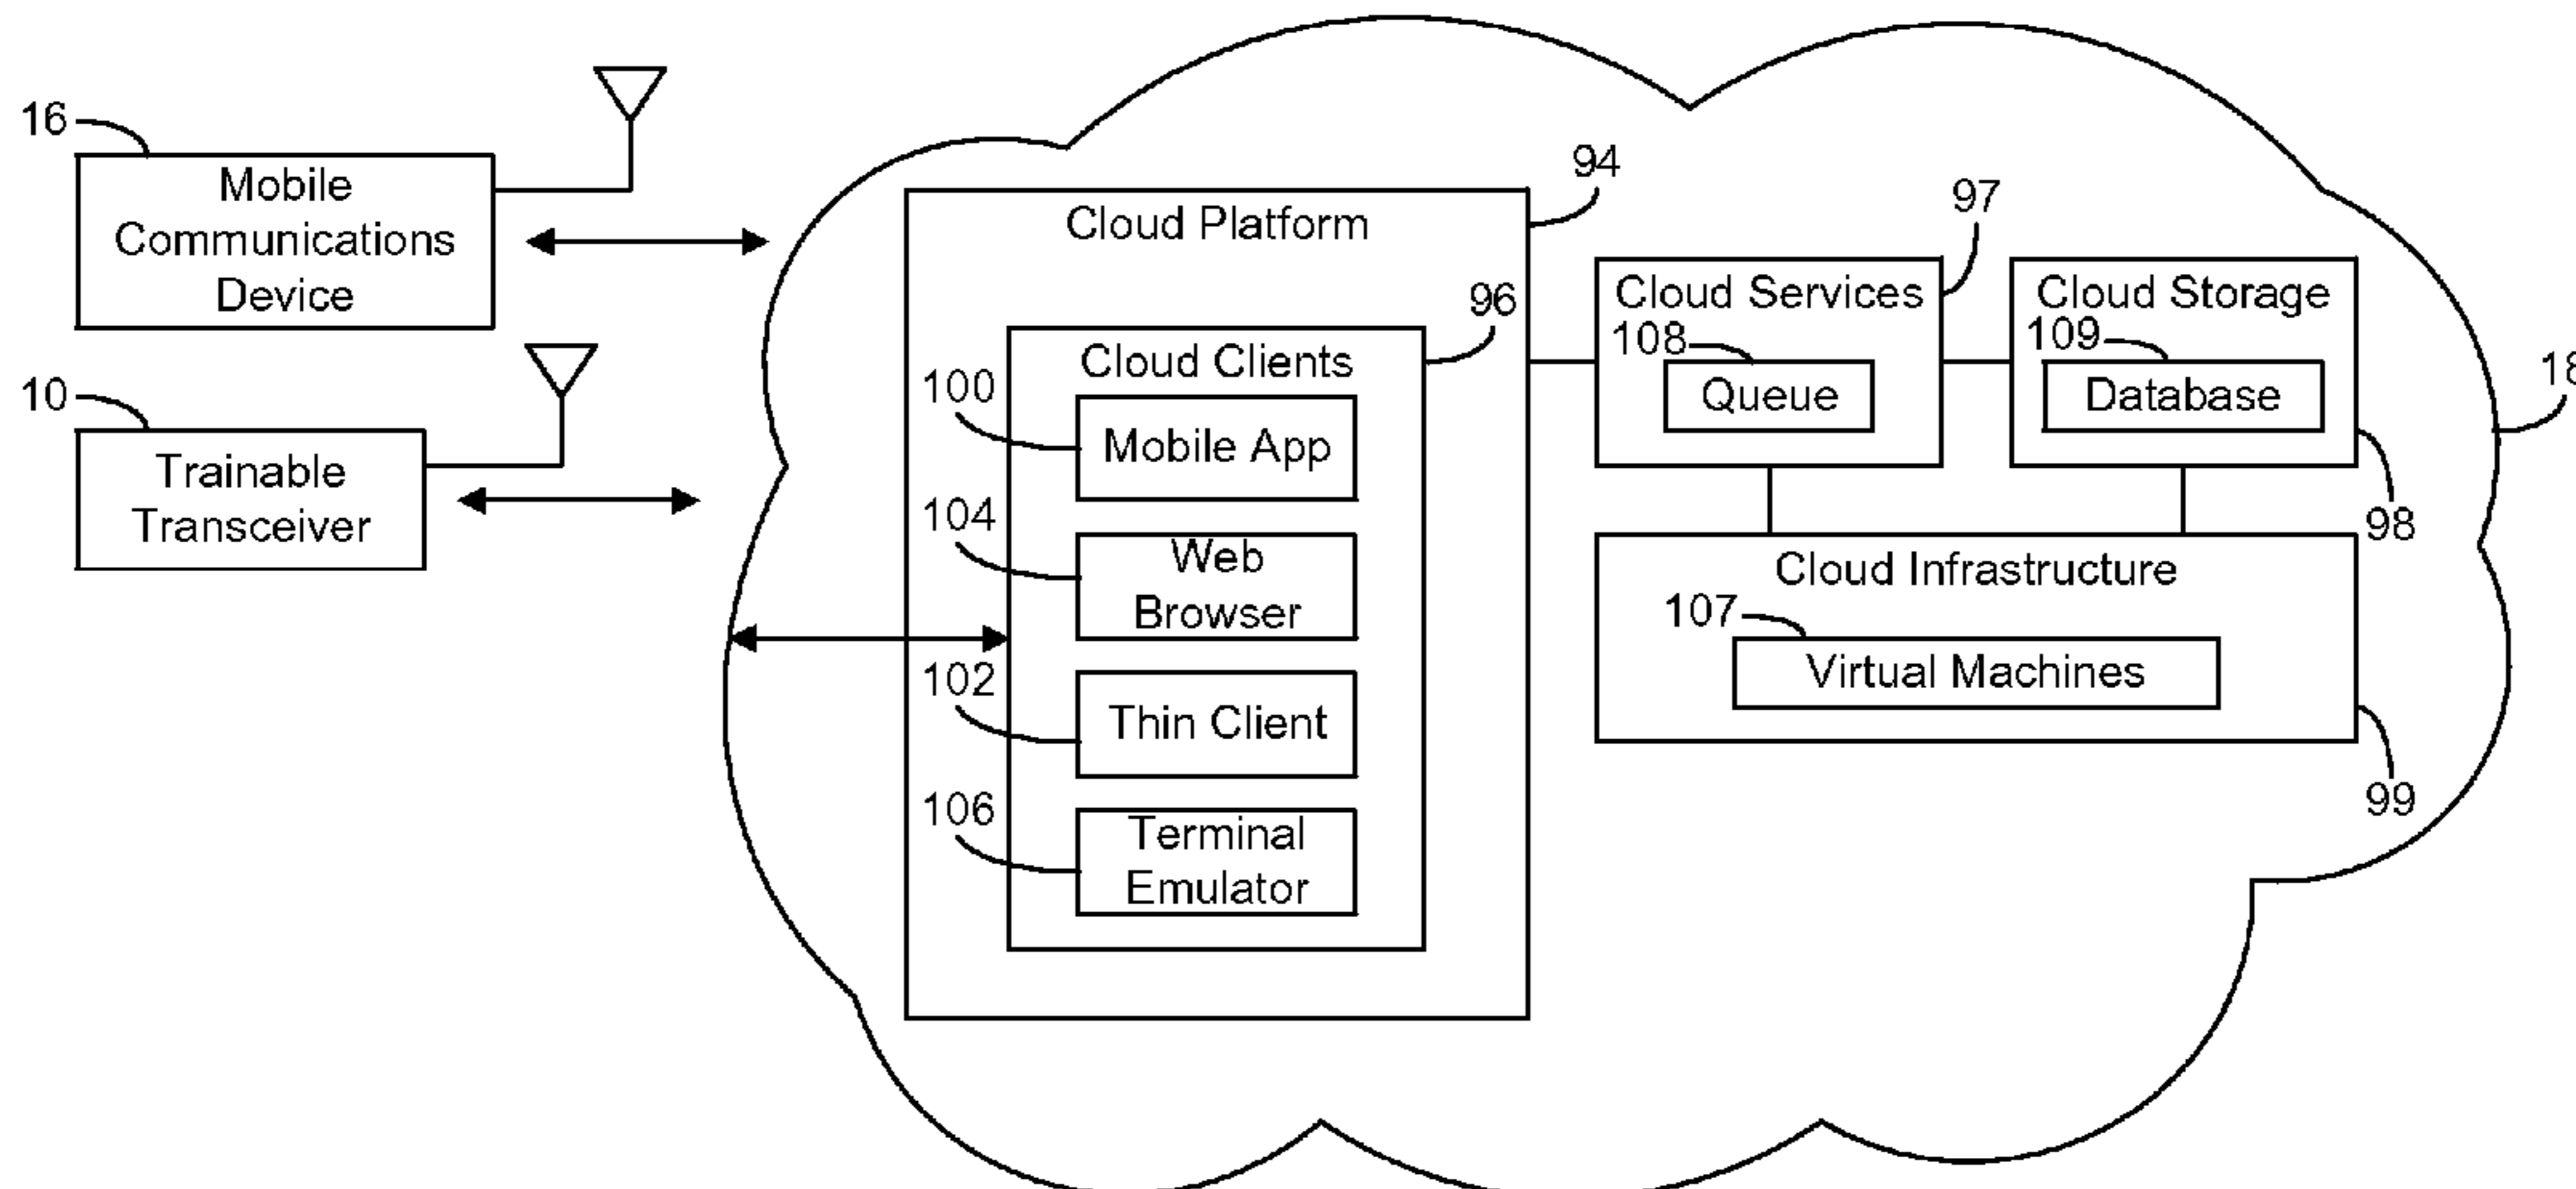 16
Mobile
Communications
Device
10
Trainable
Transceiver
94
Cloud Platform
96
Cloud Clients
100
Mobile App
104
Web
Browser
102
Thin Client
106
Terminal
Emulator
97
Cloud Services
108
Queue
Cloud Storage
109
Database
98
18
Cloud Infrastructure
107
Virtual Machines
99